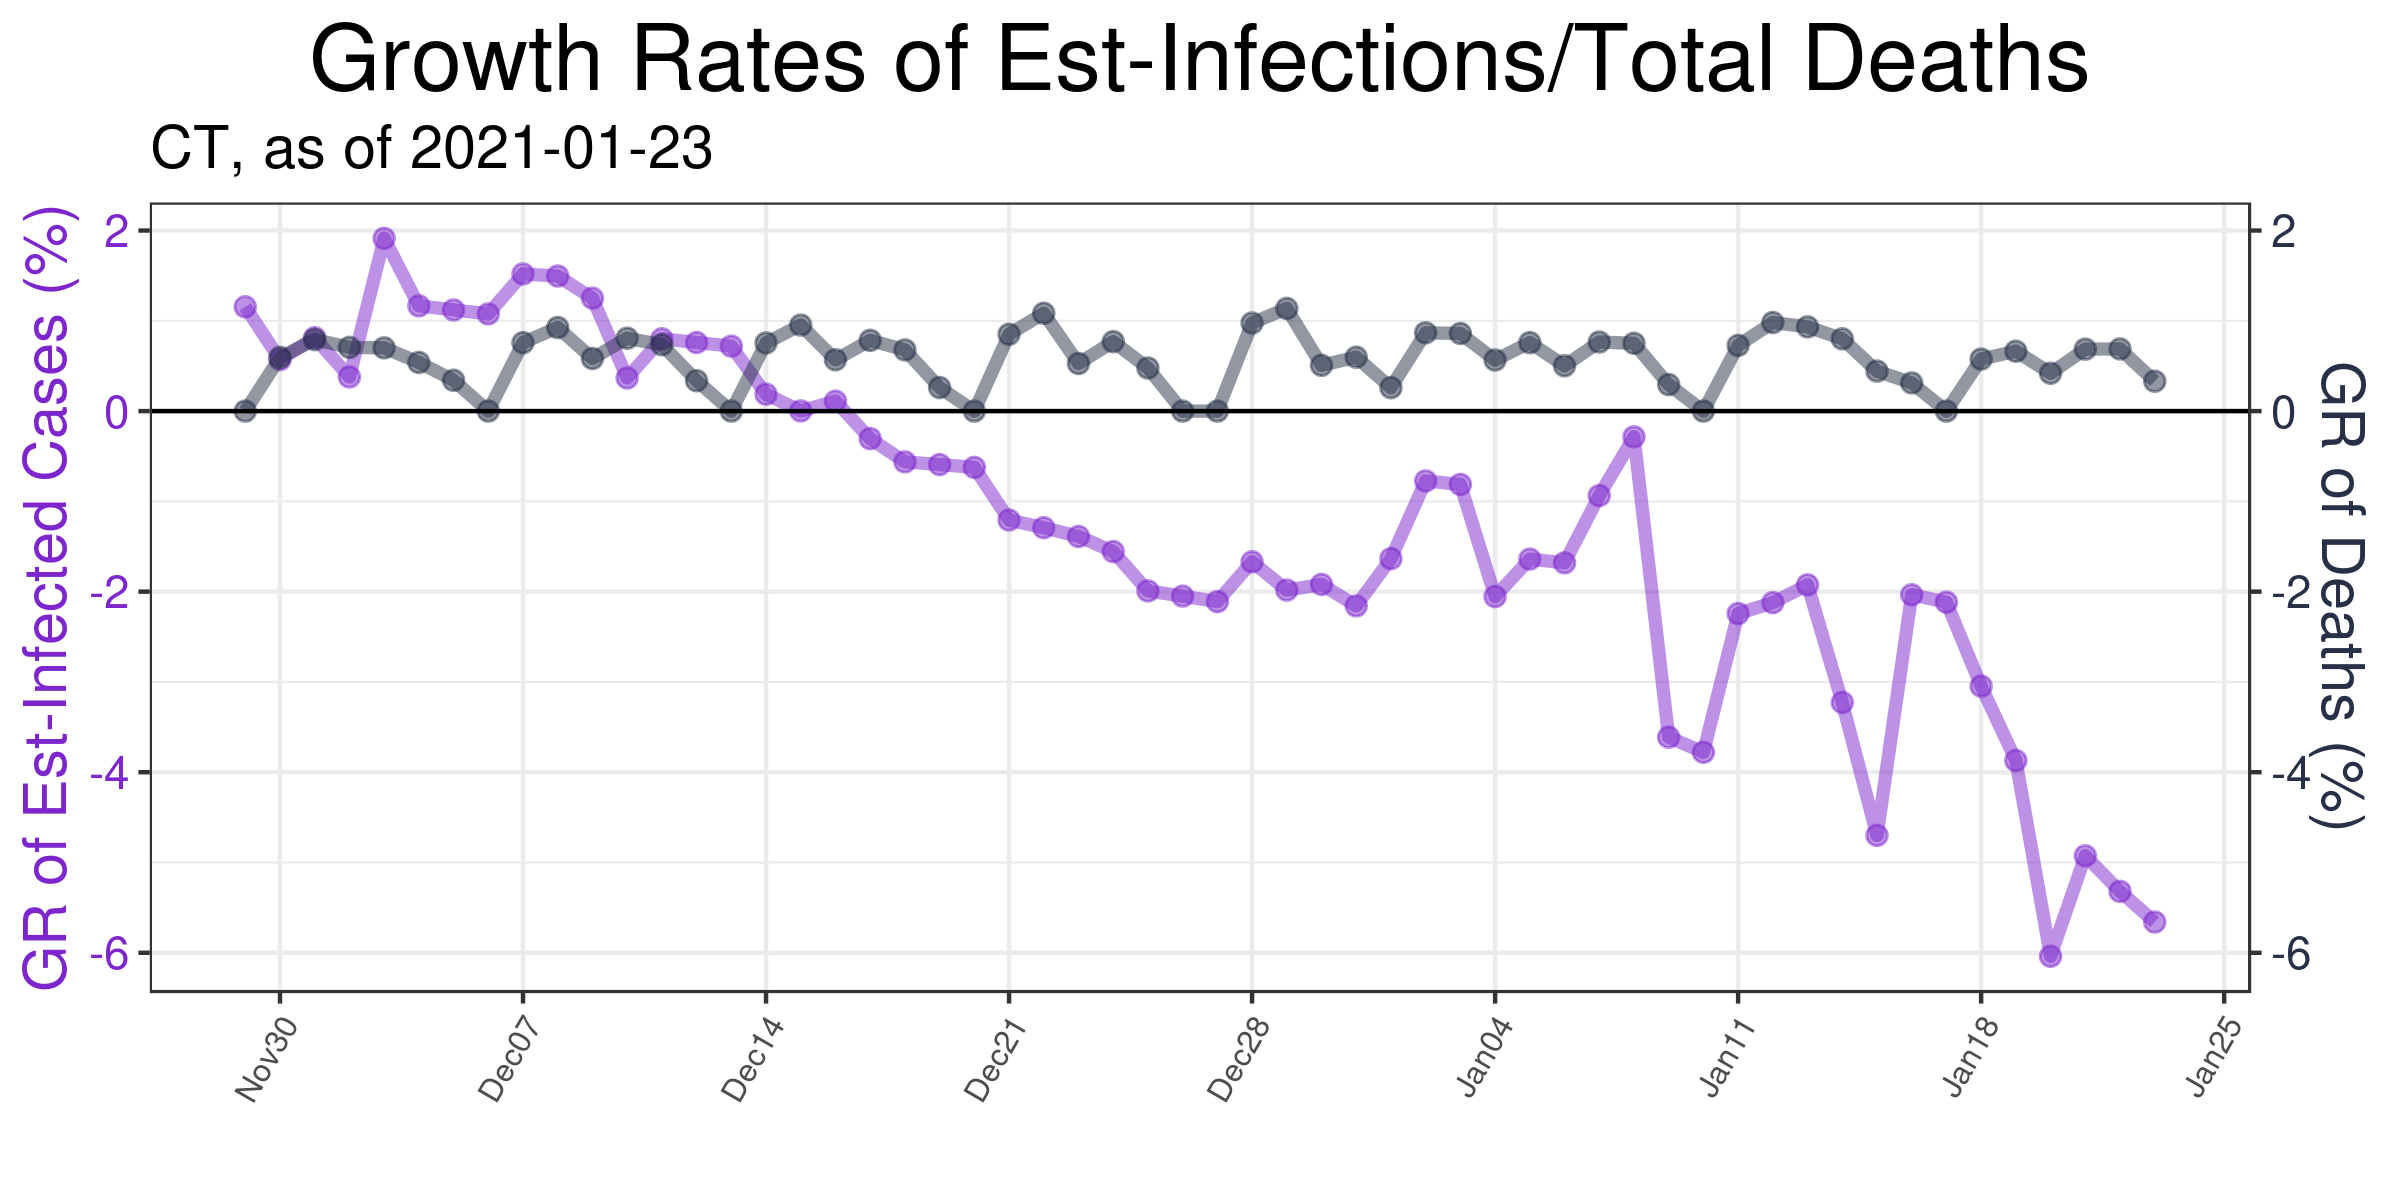 Growth Rates of Est-Infections/Total Deaths
CT, as of 2021-01-23
GR of Est-Infected Cases (%)
2
0
-2
-4
-6
2
0
-2
-4
-6
GR of Deaths (%)
Nov30
Dec07
Dec14
Dec21
Dec28
Jan04
Jan11
Jan18
Jan25